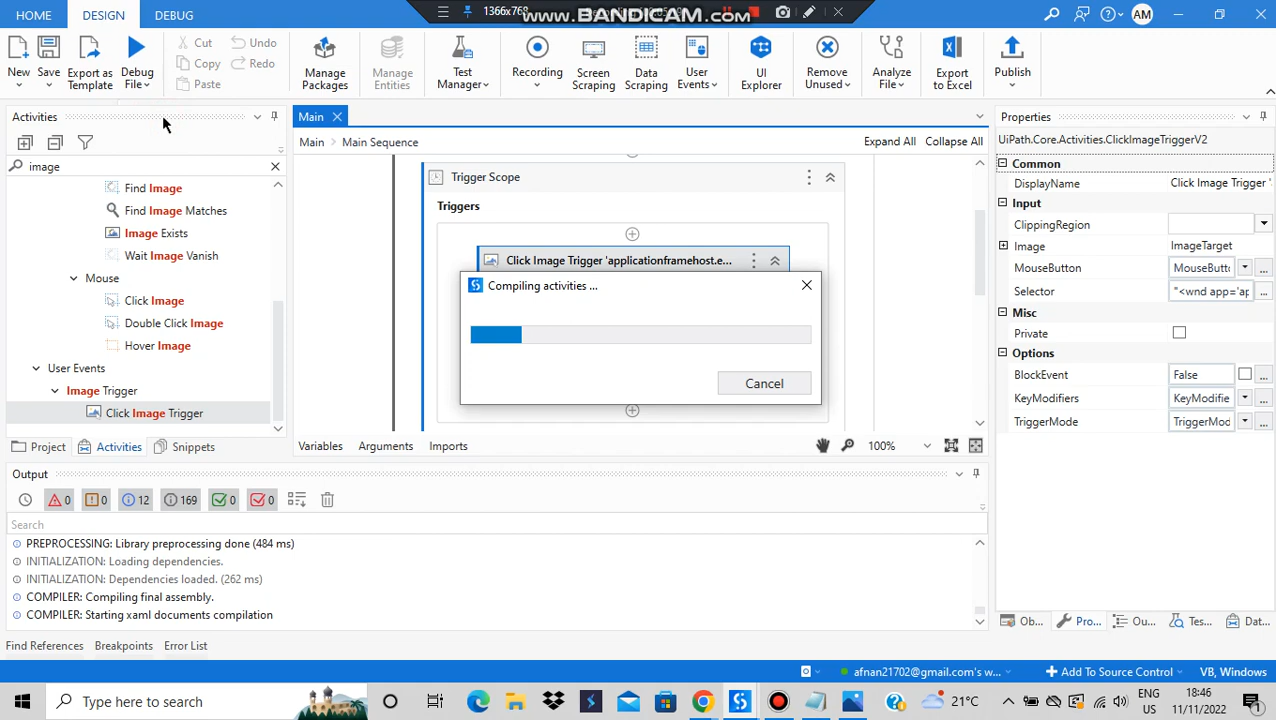 HOME
DESIGN
DEBUG
1366x768
www.BANDICAM.com
AM
New
Save
Export as
Template
Debug
File
Cut
Copy
Paste
Undo
Redo
Manage
Packages
Manage
Entities
Test
Manager
Recording
Screen
Scraping
Data
Scraping
User
Events
UI
Explorer
Remove
Unused
Analyze
File
Export
to Excel
Publish
Activities
image
Find Image
Find Image Matches
Image Exists
Wait Image Vanish
Mouse
Click Image
Double Click Image
Hover Image
User Events
Image Trigger
Click Image Trigger
Project
Activities
Snippets
Main
Main
Main Sequence
Expand All
Collapse All
Trigger Scope
Triggers
Click Image Trigger 'applicationframehost.e...
Compiling activities ...
Cancel
Variables
Arguments
Imports
100%
Properties
UiPath.Core.Activities.ClickImageTriggerV2
Common
DisplayName
Click Image Trigger '
Input
ClippingRegion
Image
ImageTarget
MouseButton
MouseButto
Selector
"<wnd app='ap
Misc
Private
Options
BlockEvent
False
KeyModifiers
KeyModifie
TriggerMode
TriggerMod
Ob...
Pro...
Ou...
Tes...
Dat...
Output
0
0
12
169
0
0
Search
PREPROCESSING: Library preprocessing done (484 ms)
INITIALIZATION: Loading dependencies.
INITIALIZATION: Dependencies loaded. (262 ms)
COMPILER: Compiling final assembly.
COMPILER: Starting xaml documents compilation
Find References
Breakpoints
Error List
afnan21702@gmail.com's w...
Add To Source Control
VB, Windows
Type here to search
21°C
ENG
US
18:46
11/11/2022
1